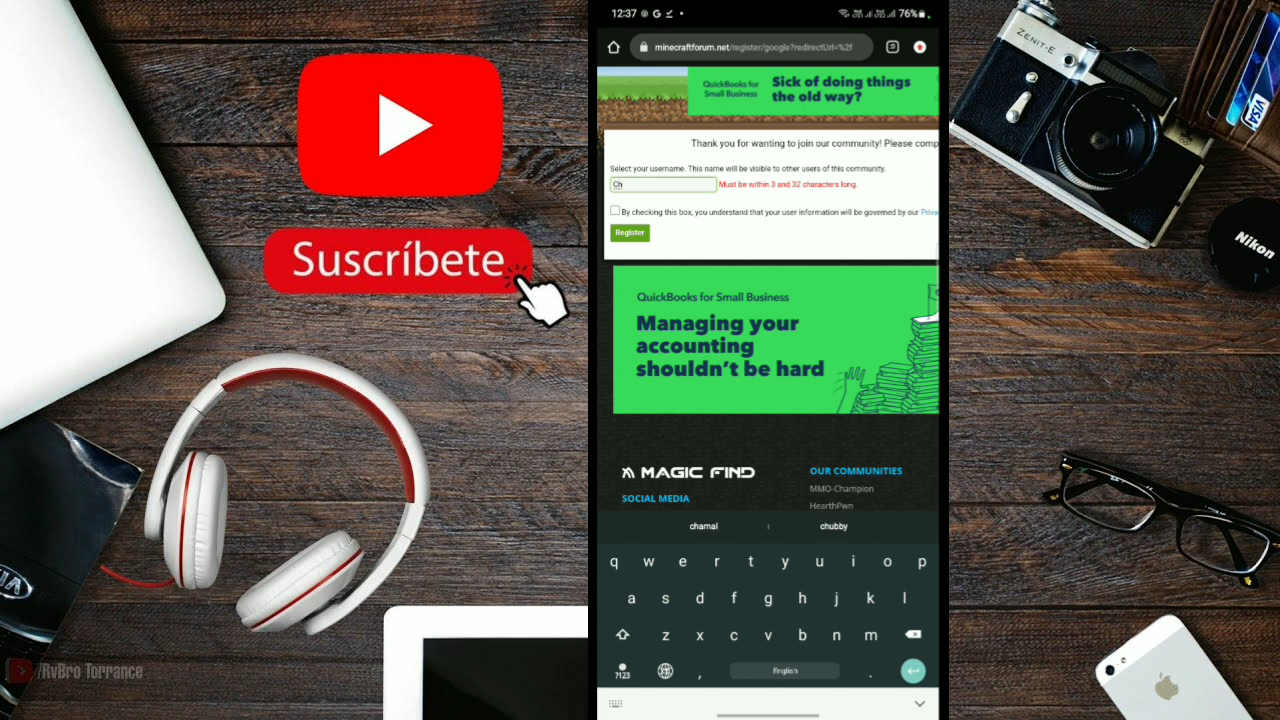 Suscríbete
/RvBro Torrance
12:37
76%
minecraftforum.net/register/google?redirectUrl=%2f
QuickBooks for
Small Business
Sick of doing things
the old way?
Thank you for wanting to join our community! Please comp
Select your username. This name will be visible to other users of this community.
Ch
Must be within 3 and 32 characters long.
By checking this box, you understand that your user information will be governed by our Priva
Register
QuickBooks for Small Business
Managing your
accounting
shouldn't be hard
MAGIC FIND
SOCIAL MEDIA
OUR COMMUNITIES
MMO-Champion
HearthPwn
chamal
chubby
q w e r t y u i o p
a s d f g h j k l
z x c v b n m
?123 , English .
ZENIT-E
VISA
Nikon